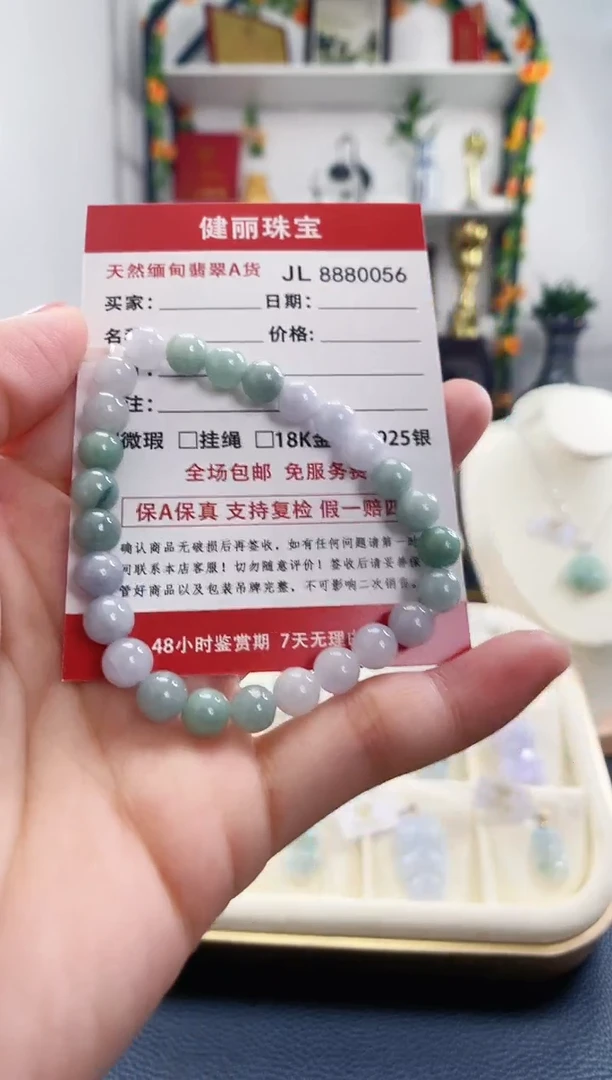 健丽珠宝
天然缅甸翡翠A货 JL 8880056
买家: 日期:
名 价格:
注:
微瑕 □挂绳 □18K金 925银
全场包邮 免服务费
保A保真 支持复检 假一赔四
确认商品无破损后再签收,如有任何问题请第一时
可联系本店客服!切勿随意评价!签收后请妥善保
管好商品以及包装吊牌完整,不可影响二次销售
48小时鉴赏期 7天无理由